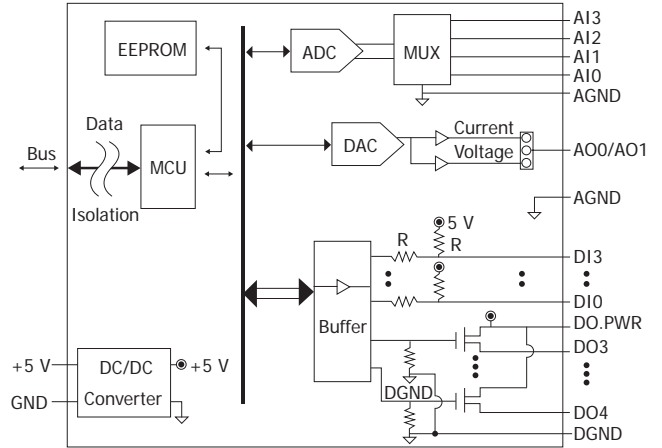 EEPROM
ADC
MUX
AI3
AI2
AI1
AI0
AGND
Data
Bus
MCU
Isolation
DAC
Current
Voltage
AO0/AO1
AGND
5 V
R
R
DI3
DI0
Buffer
DO.PWR
DO3
DGND
DO4
DGND
+5 V
GND
DC/DC
Converter
+5 V